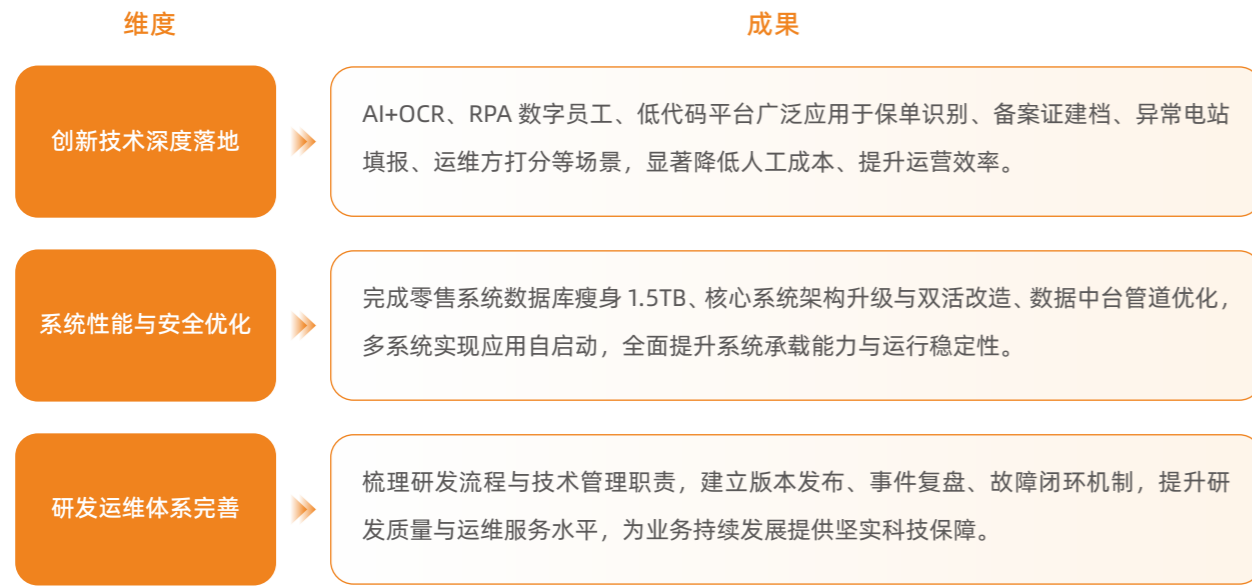 维度
成果
创新技术深度落地
AI+OCR、RPA 数字员工、低代码平台广泛应用于保单识别、备案证建档、异常电站
填报、运维方打分等场景，显著降低人工成本、提升运营效率。
系统性能与安全优化
完成零售系统数据库瘦身 1.5TB、核心系统架构升级与双活改造、数据中台管道优化，
多系统实现应用自启动，全面提升系统承载能力与运行稳定性。
研发运维体系完善
梳理研发流程与技术管理职责，建立版本发布、事件复盘、故障闭环机制，提升研
发质量与运维服务水平，为业务持续发展提供坚实科技保障。